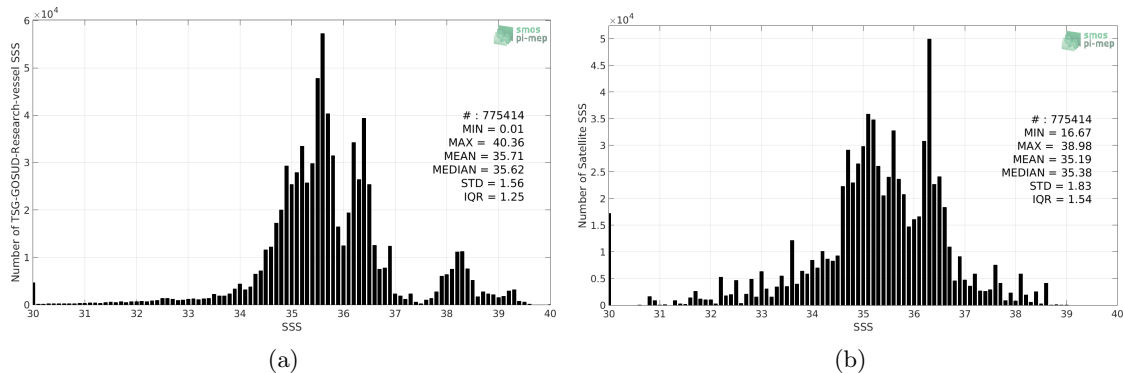 ×10⁴
6
5
4
3
2
1
0
30 31 32 33 34 35 36 37 38 39 40
SSS
Number of TSG-GOSUD-Research-vessel SSS
smos
pi-mep
# : 775414
MIN = 0.01
MAX = 40.36
MEAN = 35.71
MEDIAN = 35.62
STD = 1.56
IQR = 1.25
(a)
×10⁴
5
4.5
4
3.5
3
2.5
2
1.5
1
0.5
0
30 31 32 33 34 35 36 37 38 39 40
SSS
Number of Satellite SSS
smos
pi-mep
# : 775414
MIN = 16.67
MAX = 38.98
MEAN = 35.19
MEDIAN = 35.38
STD = 1.83
IQR = 1.54
(b)